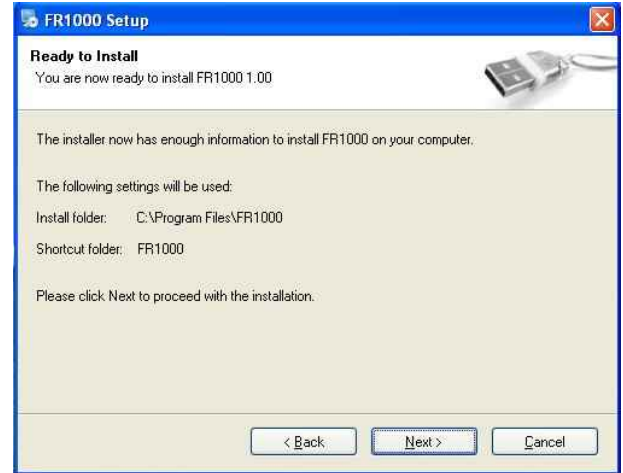 FR1000 Setup
Ready to Install
You are now ready to install FR1000 1.00
The installer now has enough information to install FR1000 on your computer.
The following settings will be used:
Install folder: C:\Program Files\FR1000
Shortcut folder: FR1000
Please click Next to proceed with the installation.
< Back Next > Cancel